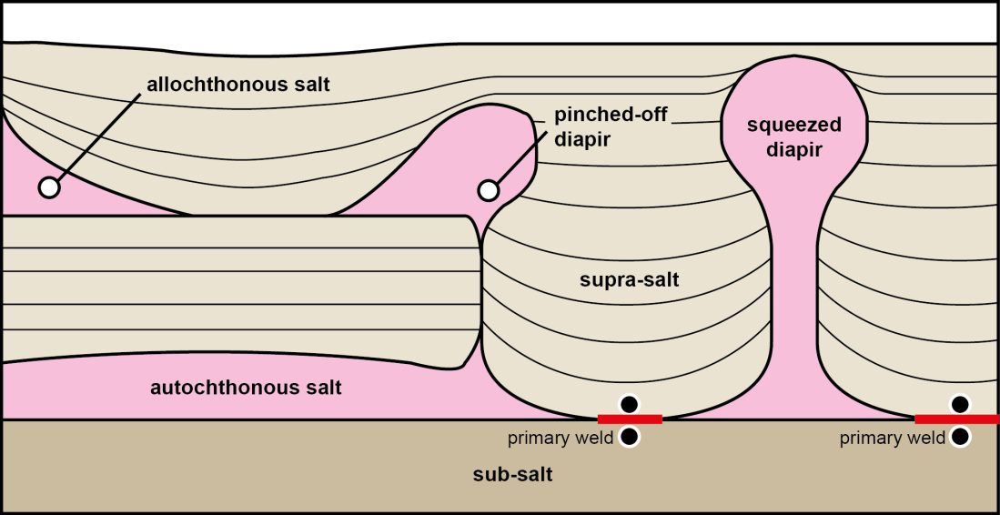 allochthonous salt
pinched-off
diapir
squeezed
diapir
supra-salt
autochthonous salt
primary weld
primary weld
sub-salt